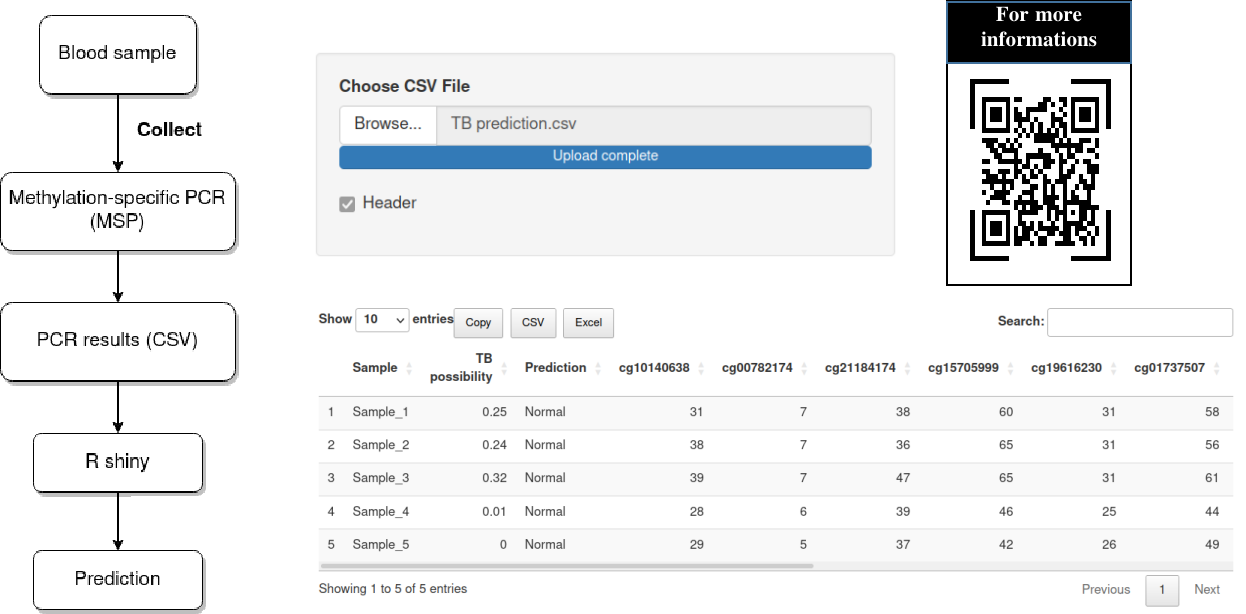 Blood sample
Collect
Methylation-specific PCR
(MSP)
PCR results (CSV)
R shiny
Prediction
Choose CSV File
Browse... TB prediction.csv
Upload complete
Header
For more
informations
Show 10 entries Copy CSV Excel Search:
Sample TB possibility Prediction cg10140638 cg00782174 cg21184174 cg15705999 cg19616230 cg01737507
1 Sample_1 0.25 Normal 31 7 38 60 31 58
2 Sample_2 0.24 Normal 38 7 36 65 31 56
3 Sample_3 0.32 Normal 39 7 47 65 31 61
4 Sample_4 0.01 Normal 28 6 39 46 25 44
5 Sample_5 0 Normal 29 5 37 42 26 49
Showing 1 to 5 of 5 entries Previous 1 Next